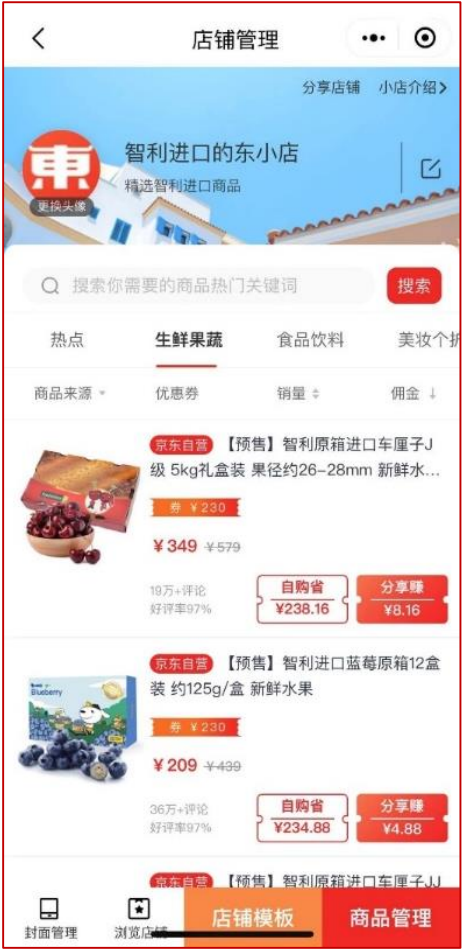 店铺管理
分享店铺 小店介绍
東
智利进口的东小店
精选智利进口商品
更换头像
搜索你需要的商品热门关键词 搜索
热点 生鲜果蔬 食品饮料 美妆个护
商品来源 优惠券 销量 佣金 ↓
京东自营 【预售】智利原箱进口车厘子J
级 5kg礼盒装 果径约26-28mm 新鲜水...
券 ¥230
¥349 ¥579
19万+评论
好评率97%
自购省
¥238.16
分享赚
¥8.16
京东自营 【预售】智利进口蓝莓原箱12盒
装 约125g/盒 新鲜水果
Blueberry
券 ¥230
¥209 ¥439
36万+评论
好评率97%
自购省
¥234.88
分享赚
¥4.88
京东自营 【预售】智利原箱进口车厘子JJ
封面管理 浏览店铺 店铺模板 商品管理